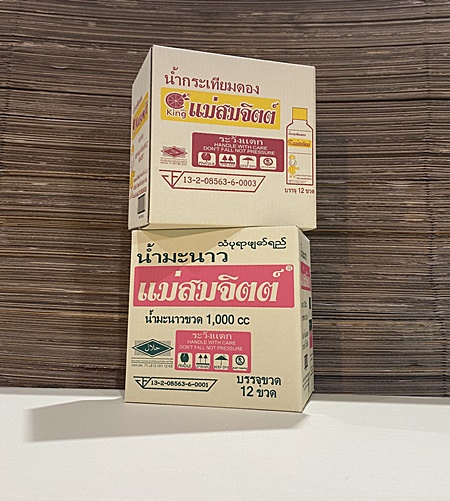 น้ำกระเทียมดอง
King แม่สมจิตต์
ระวังแตก
HANDLE WITH CARE
DON'T FALL NOT PRESSURE
13-2-08563-6-0003
บรรจุ 12 ขวด
น้ำมะนาว
แม่สมจิตต์®
น้ำมะนาวขวด 1,000 cc
ระวังแตก
HANDLE WITH CARE
DON'T FALL NOT PRESSURE
FRAGILE
13-2-08563-6-0001
บรรจุขวด
12 ขวด